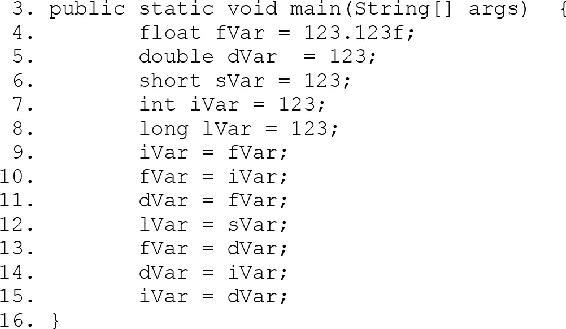 3. public static void main(String[] args)  {
4.        float fVar = 123.123f;
5.        double dVar  = 123;
6.        short sVar = 123;
7.        int iVar = 123;
8.        long lVar = 123;
9.        iVar = fVar;
10.        fVar = iVar;
11.        dVar = fVar;
12.        lVar = sVar;
13.        fVar = dVar;
14.        dVar = iVar;
15.        iVar = dVar;
16. }